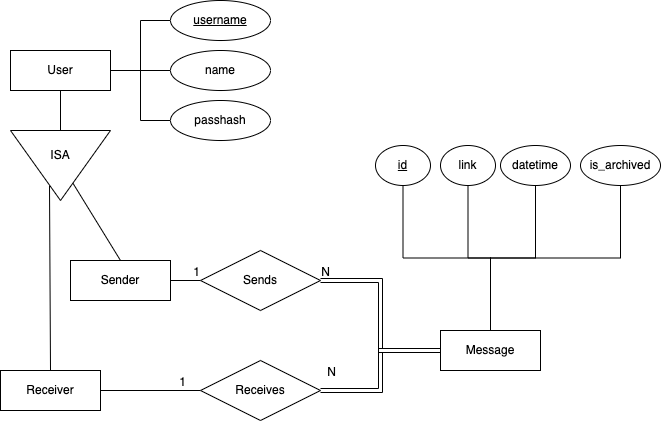 username
User
name
passhash
ISA
id
link
datetime
is_archived
Sender
1
Sends
N
Message
Receiver
1
Receives
N